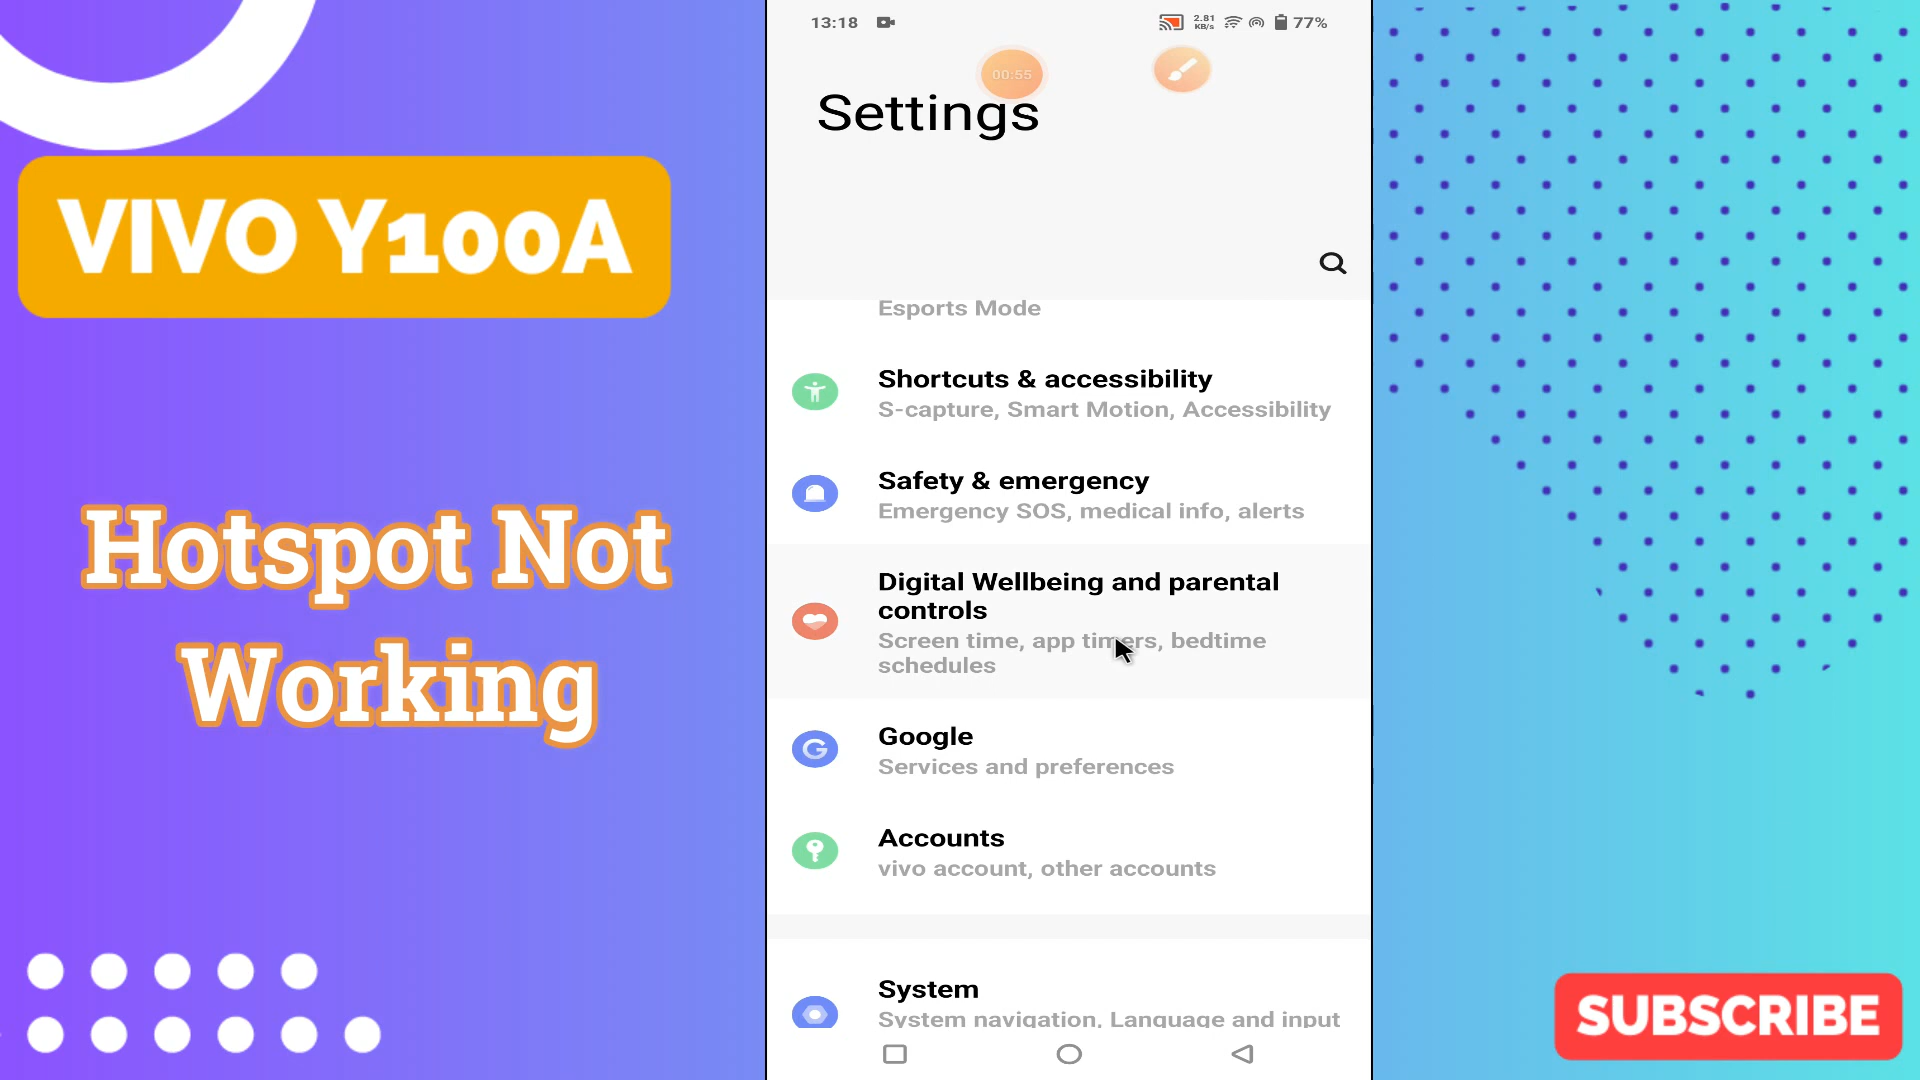 VIVO Y100A
Hotspot Not
Working
13:18
2.81
KB/s
77%
00:55
Settings
Esports Mode
Shortcuts & accessibility
S-capture, Smart Motion, Accessibility
Safety & emergency
Emergency SOS, medical info, alerts
Digital Wellbeing and parental
controls
Screen time, app timers, bedtime
schedules
Google
Services and preferences
Accounts
vivo account, other accounts
System
System navigation, Language and input
SUBSCRIBE